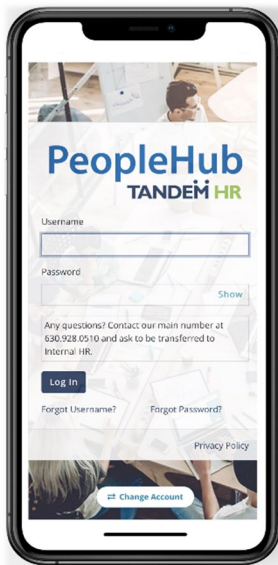 PeopleHub
TANDEM HR
Username
Password
Show
Any questions? Contact our main number at
630.928.0510 and ask to be transferred to
Internal HR.
Log In
Forgot Username? Forgot Password?
Privacy Policy
⇄ Change Account